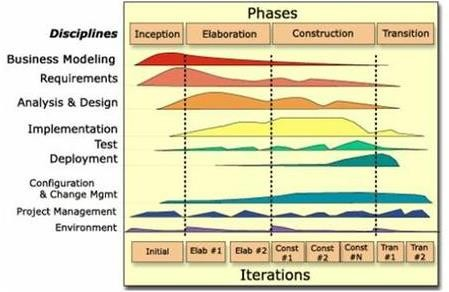 Phases
Disciplines
Inception Elaboration Construction Transition
Business Modeling
Requirements
Analysis & Design
Implementation
Test
Deployment
Configuration
& Change Mgmt
Project Management
Environment
Initial Elab #1 Elab #2 Const #1 Const #2 Const #N Tran #1 Tran #2
Iterations